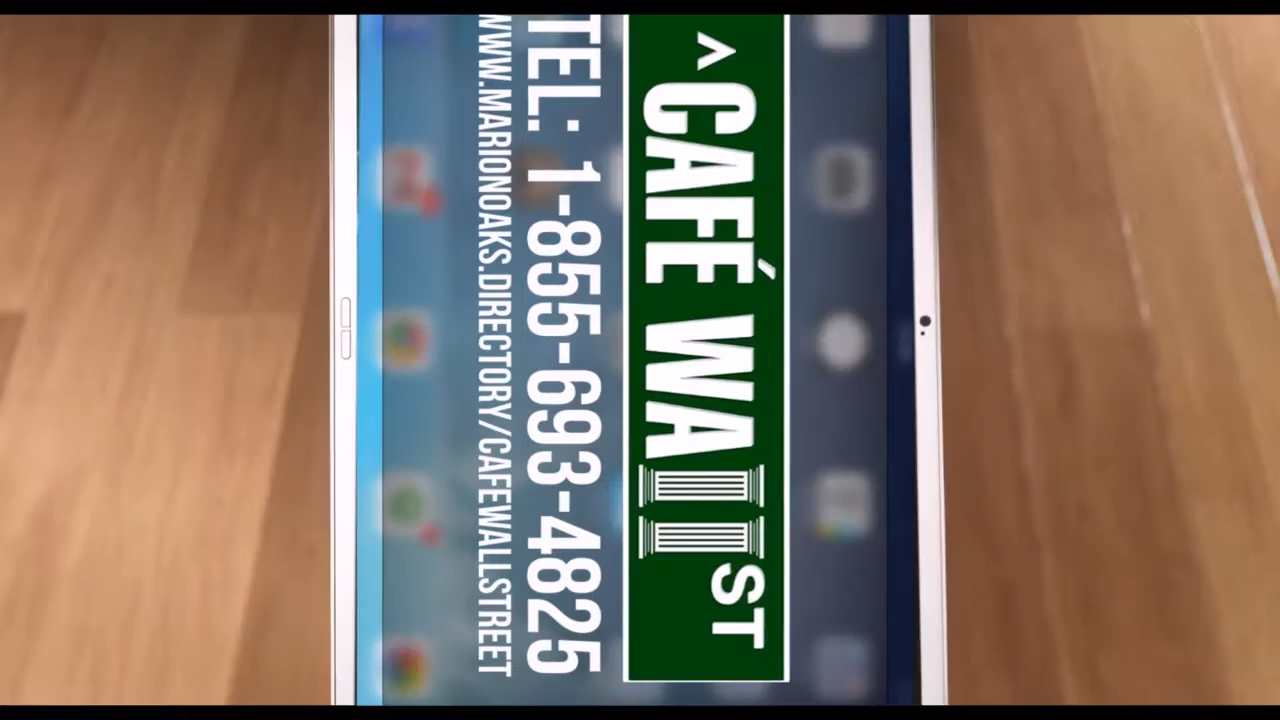 ^CAFÉ WALL ST
TEL: 1-855-693-4825
WWW.MARIONOAKS.DIRECTORY/CAFEWALLSTREET